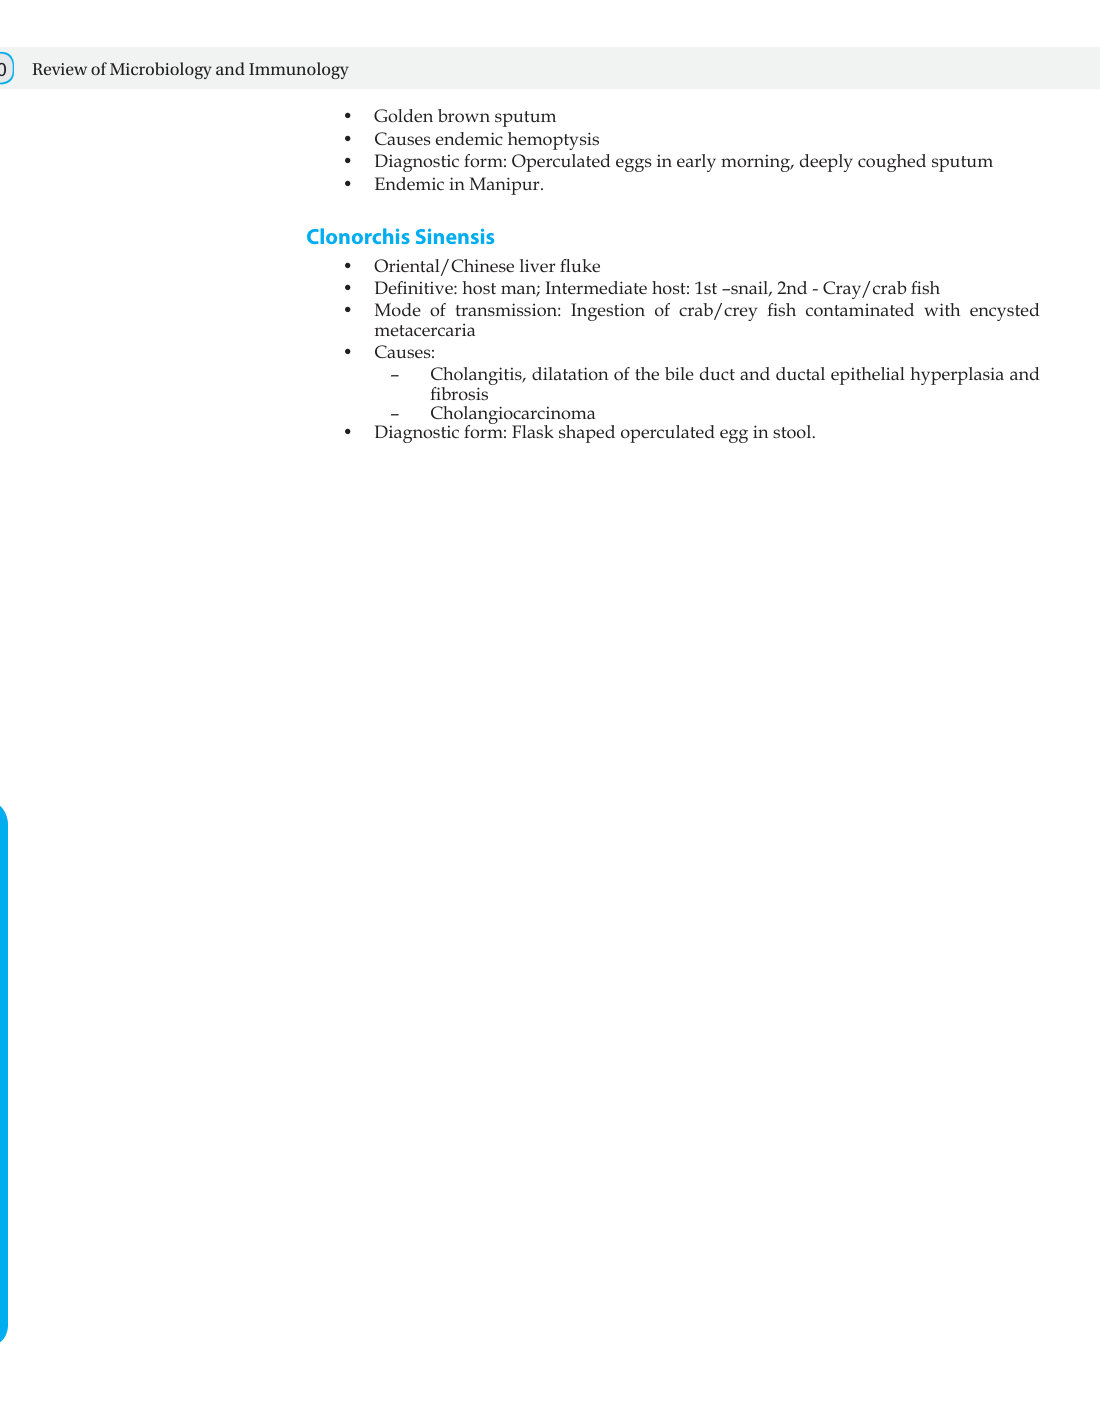 0 Review of Microbiology and Immunology
• Golden brown sputum
• Causes endemic hemoptysis
• Diagnostic form: Operculated eggs in early morning, deeply coughed sputum
• Endemic in Manipur.
Clonorchis Sinensis
• Oriental/Chinese liver fluke
• Definitive: host man; Intermediate host: 1st –snail, 2nd - Cray/crab fish
• Mode of transmission: Ingestion of crab/crey fish contaminated with encysted
metacercaria
• Causes:
– Cholangitis, dilatation of the bile duct and ductal epithelial hyperplasia and
fibrosis
– Cholangiocarcinoma
• Diagnostic form: Flask shaped operculated egg in stool.